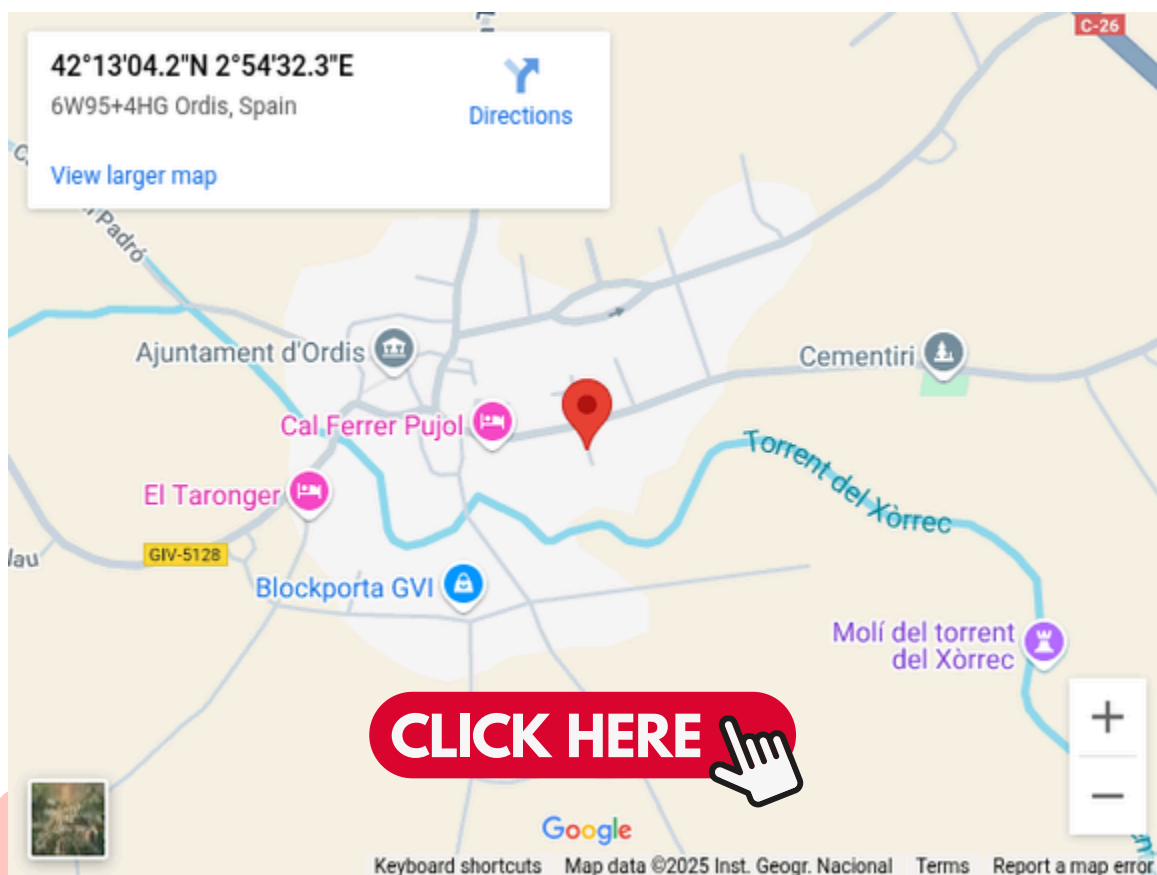 C-26
42°13'04.2"N 2°54'32.3"E
6W95+4HG Ordis, Spain
Directions
View larger map
Padró
Ajuntament d'Ordis
Cementiri
Cal Ferrer Pujol
Torrent del Xòrrec
El Taronger
GIV-5128
Blockporta GVI
Molí del torrent
del Xòrrec
CLICK HERE
+
−
Google
Keyboard shortcuts Map data ©2025 Inst. Geogr. Nacional Terms Report a map error